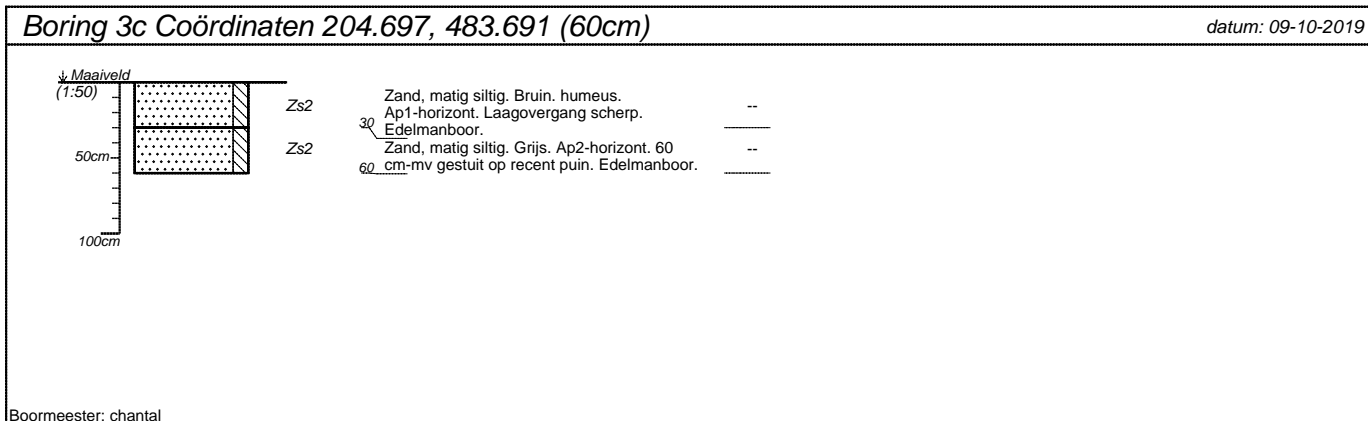 Boring 3c Coördinaten 204.697, 483.691 (60cm)
datum: 09-10-2019
Maaiveld
(1:50)
Zs2
Zand, matig siltig. Bruin. humeus.
Ap1-horizont. Laagovergang scherp.
Edelmanboor.
--
30
50cm
Zs2
Zand, matig siltig. Grijs. Ap2-horizont. 60
cm-mv gestuit op recent puin. Edelmanboor.
--
60
100cm
Boormeester: chantal